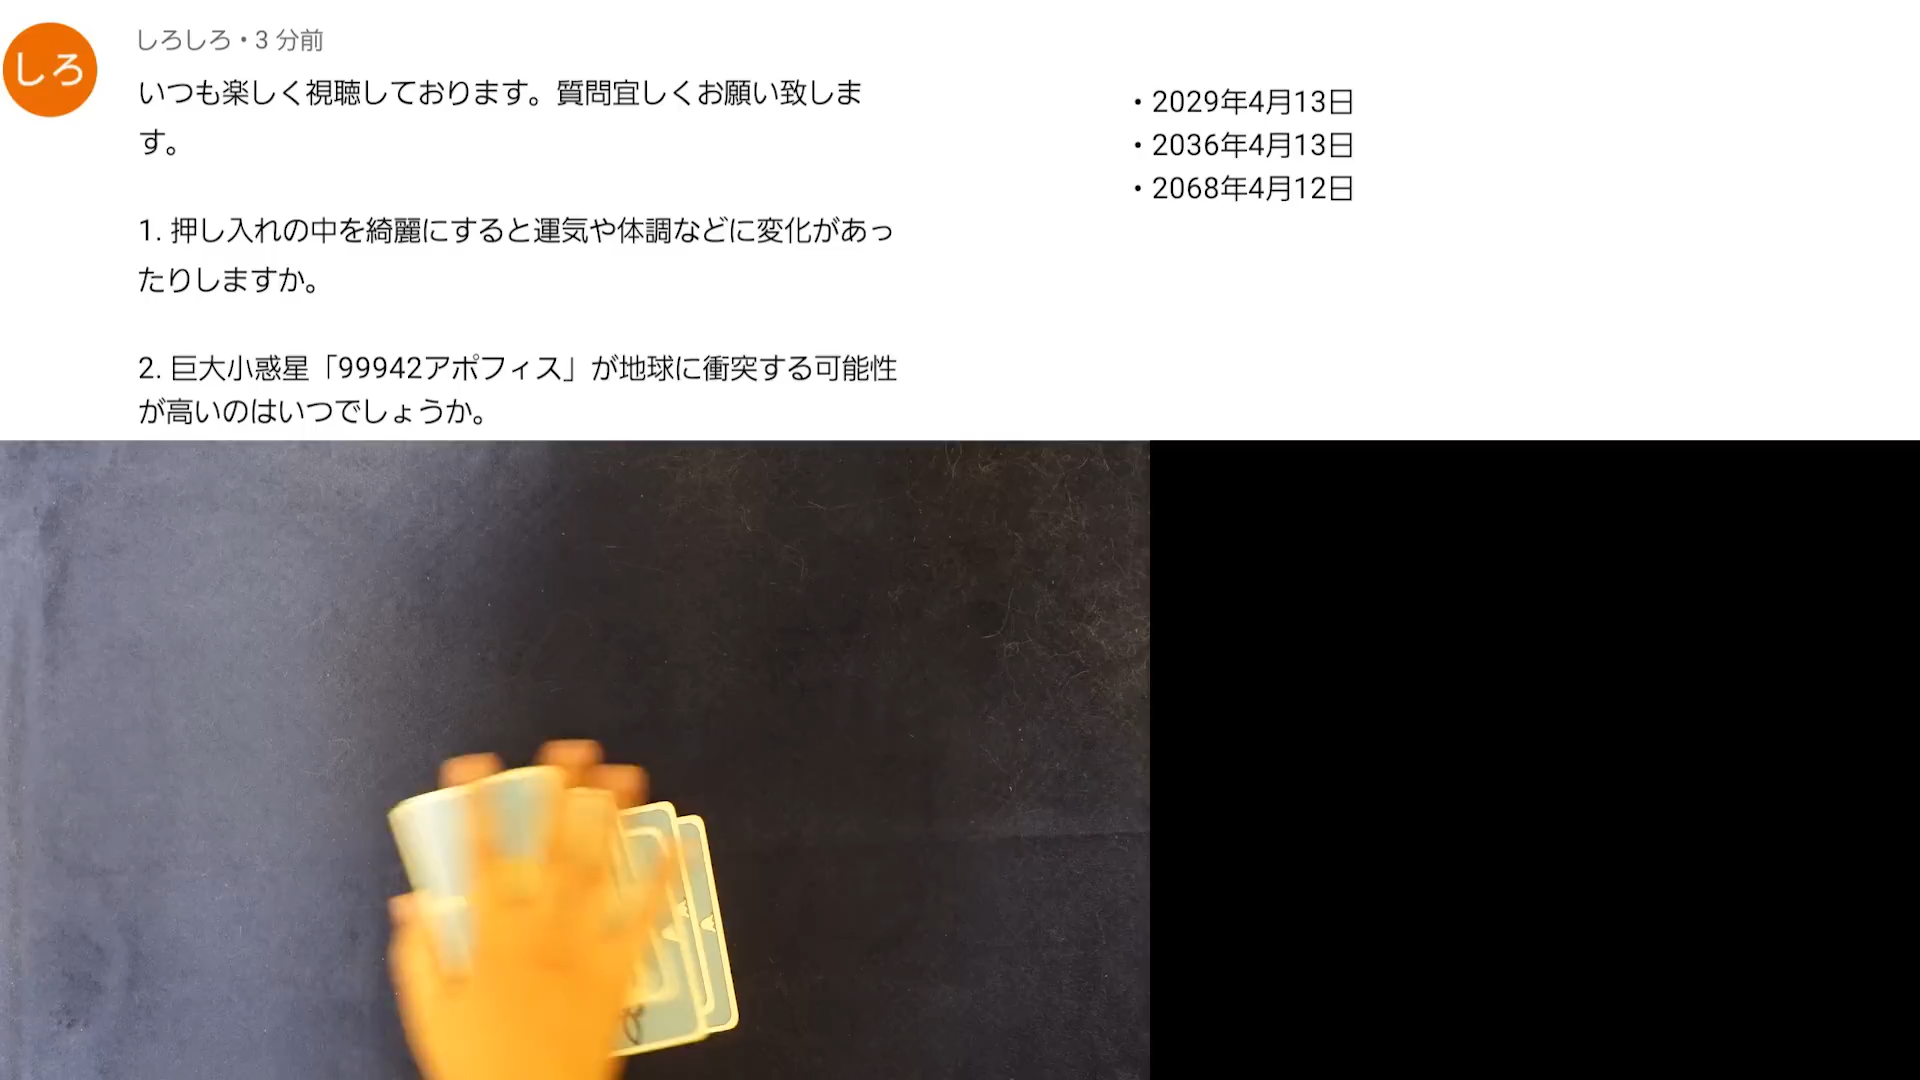 しろ
しろしろ・3 分前
いつも楽しく視聴しております。質問宜しくお願い致しま
す。
1. 押し入れの中を綺麗にすると運気や体調などに変化があっ
たりしますか。
2. 巨大小惑星「99942アポフィス」が地球に衝突する可能性
が高いのはいつでしょうか。
・2029年4月13日
・2036年4月13日
・2068年4月12日